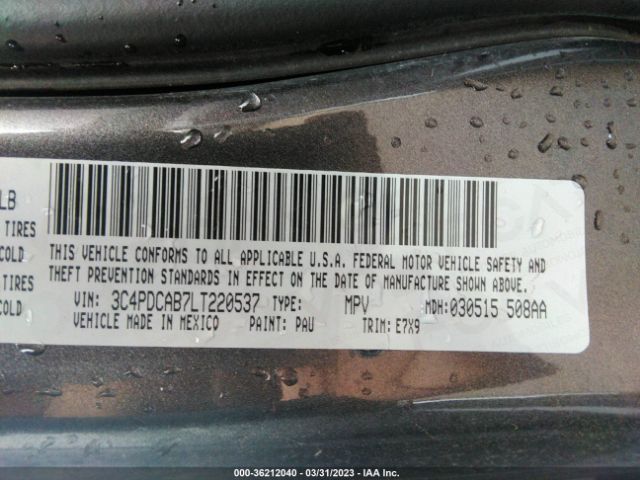 LB
TIRES
COLD
TIRES
COLD
THIS VEHICLE CONFORMS TO ALL APPLICABLE U.S.A. FEDERAL MOTOR VEHICLE SAFETY AND
THEFT PREVENTION STANDARDS IN EFFECT ON THE DATE OF MANUFACTURE SHOWN ABOVE.
VIN: 3C4PDCAB7LT220537 TYPE: MPV MDH:030515 508AA
VEHICLE MADE IN MEXICO PAINT: PAU TRIM: E7X9
000-36212040 - 03/31/2023 - IAA Inc.